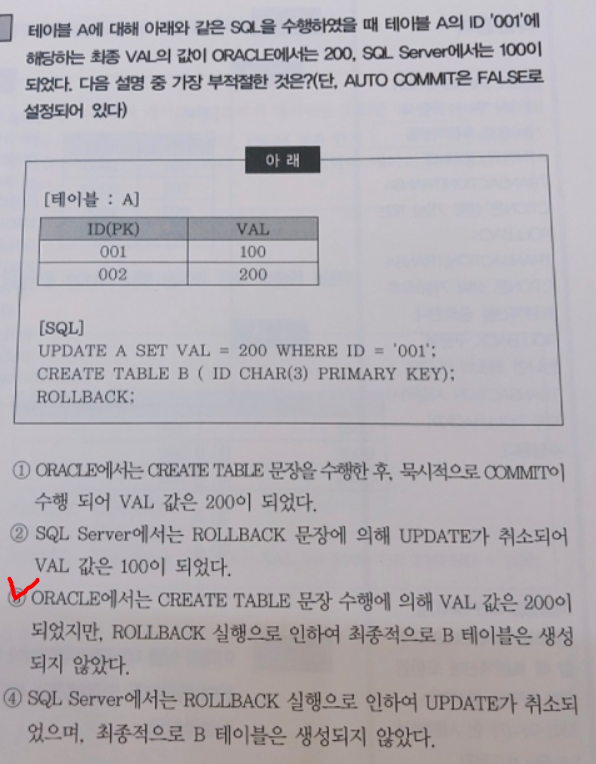 테이블 A에 대해 아래와 같은 SQL을 수행하였을 때 테이블 A의 ID '001'에
해당하는 최종 VAL의 값이 ORACLE에서는 200, SQL Server에서는 100이
되었다. 다음 설명 중 가장 부적절한 것은?(단, AUTO COMMIT은 FALSE로
설정되어 있다)
아 래
[테이블 : A]
ID(PK) VAL
001 100
002 200
[SQL]
UPDATE A SET VAL = 200 WHERE ID = '001';
CREATE TABLE B ( ID CHAR(3) PRIMARY KEY);
ROLLBACK;
① ORACLE에서는 CREATE TABLE 문장을 수행한 후, 묵시적으로 COMMIT이
수행 되어 VAL 값은 200이 되었다.
② SQL Server에서는 ROLLBACK 문장에 의해 UPDATE가 취소되어
VAL 값은 100이 되었다.
③ ORACLE에서는 CREATE TABLE 문장 수행에 의해 VAL 값은 200이
되었지만, ROLLBACK 실행으로 인하여 최종적으로 B 테이블은 생성
되지 않았다.
④ SQL Server에서는 ROLLBACK 실행으로 인하여 UPDATE가 취소되
었으며, 최종적으로 B 테이블은 생성되지 않았다.